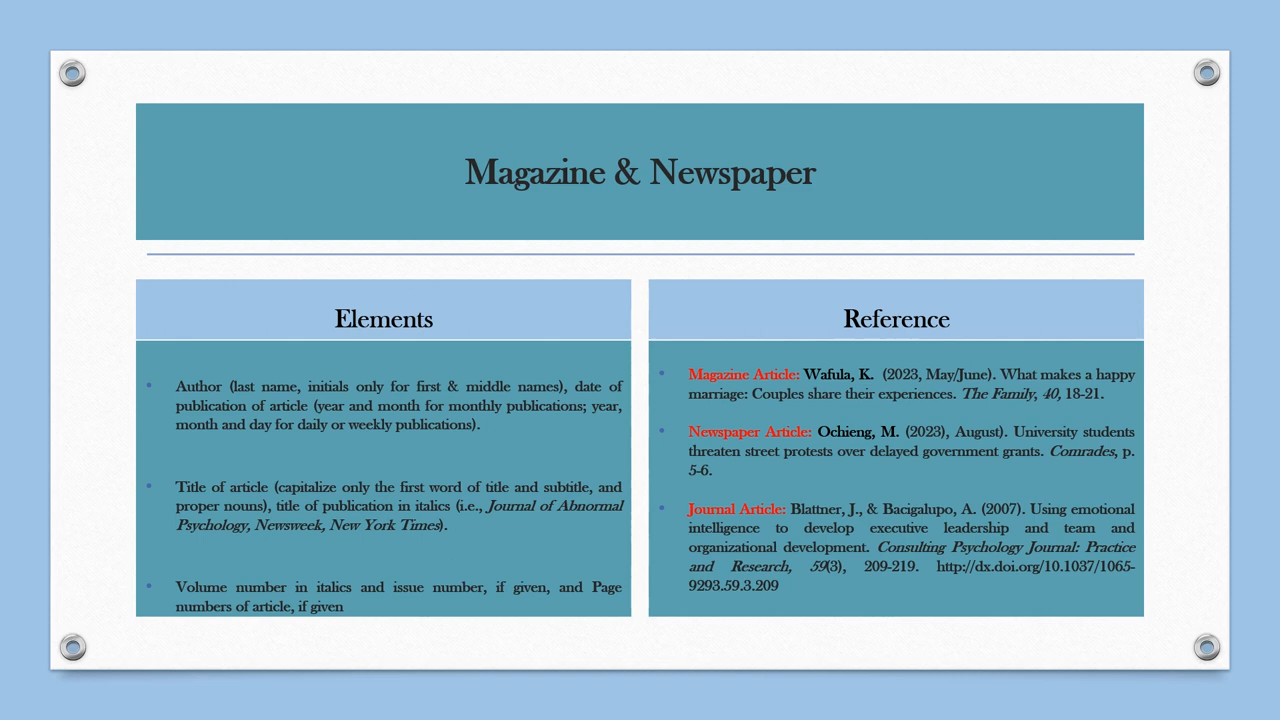 Magazine & Newspaper
Elements
Author (last name, initials only for first & middle names), date of
publication of article (year and month for monthly publications; year,
month and day for daily or weekly publications).
Title of article (capitalize only the first word of title and subtitle, and
proper nouns), title of publication in italics (i.e., Journal of Abnormal
Psychology, Newsweek, New York Times).
Volume number in italics and issue number, if given, and Page
numbers of article, if given
Reference
Magazine Article: Wafula, K. (2023, May/June). What makes a happy
marriage: Couples share their experiences. The Family, 40, 18-21.
Newspaper Article: Ochieng, M. (2023), August). University students
threaten street protests over delayed government grants. Comrades, p.
5-6.
Journal Article: Blattner, J., & Bacigalupo, A. (2007). Using emotional
intelligence to develop executive leadership and team and
organizational development. Consulting Psychology Journal: Practice
and Research, 59(3), 209-219. http://dx.doi.org/10.1037/1065-
9293.59.3.209